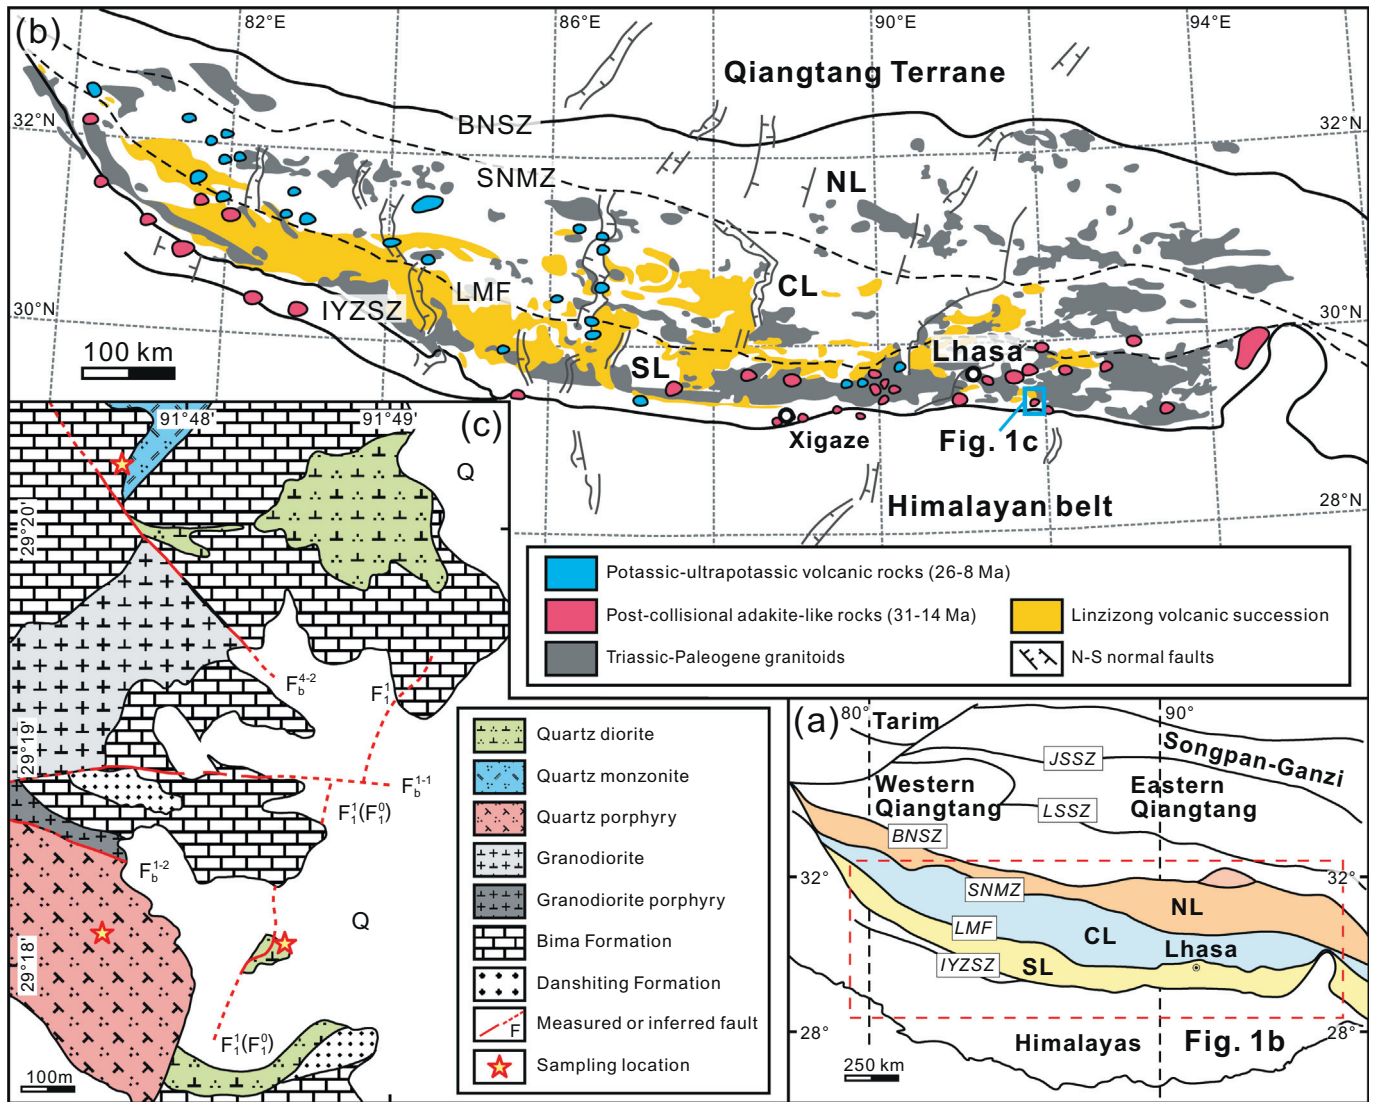 (b)
82°E
86°E
90°E
94°E
Qiangtang Terrane
32°N
BNSZ
32°N
SNMZ
NL
CL
LMF
30°N
IYZSZ
30°N
100 km
SL
Lhasa
Xigaze
Fig. 1c
Himalayan belt
28°N
Potassic-ultrapotassic volcanic rocks (26-8 Ma)
Post-collisional adakite-like rocks (31-14 Ma)
Linzizong volcanic succession
Triassic-Paleogene granitoids
N-S normal faults
(c)
91°48'
91°49'
Q
29°20'
F_b^4-2
F_1^1
29°19'
F_b^1-1
F_1^1(F_1^0)
F_b^1-2
Q
29°18'
F_1^1(F_1^0)
100m
Quartz diorite
Quartz monzonite
Quartz porphyry
Granodiorite
Granodiorite porphyry
Bima Formation
Danshiting Formation
F
Measured or inferred fault
Sampling location
(a)
80°
90°
Tarim
Songpan-Ganzi
JSSZ
Western
Qiangtang
Eastern
Qiangtang
LSSZ
BNSZ
32°
32°
SNMZ
NL
LMF
CL
Lhasa
IYZSZ
SL
28°
28°
Himalayas
Fig. 1b
250 km